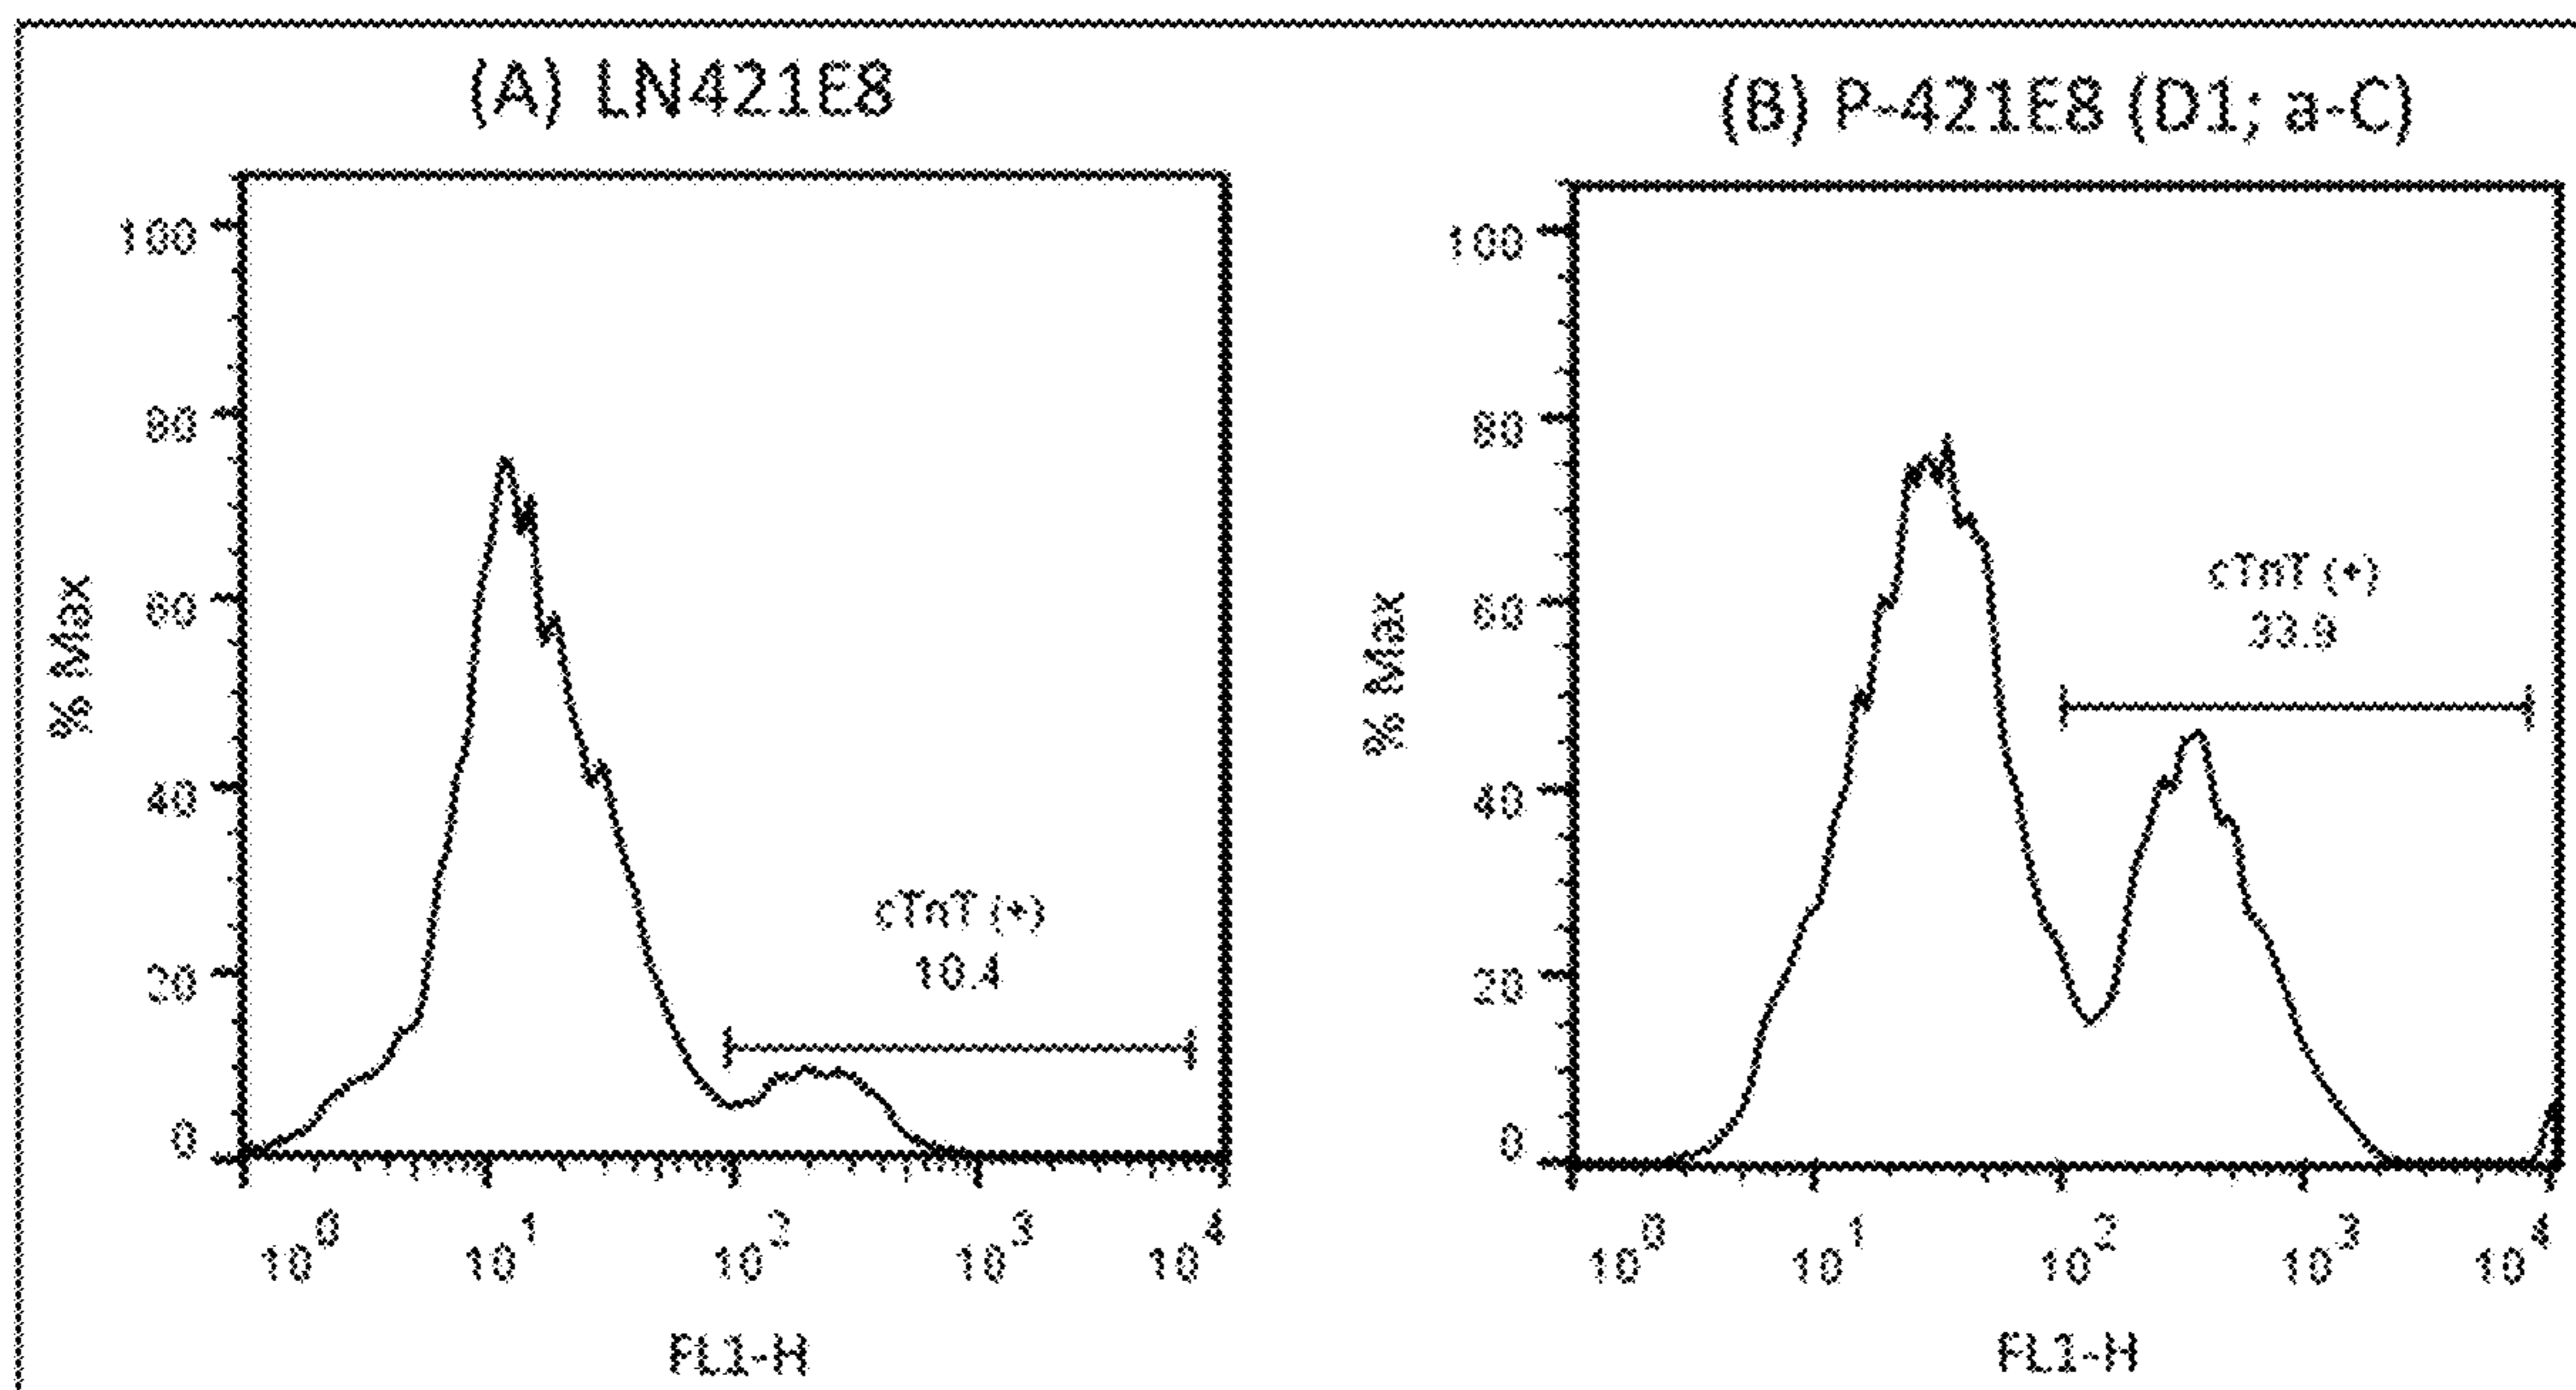 (A) LN421E8
% Max
100
80
60
40
20
0
cTnT (+)
10.4
10^0 10^1 10^2 10^3 10^4
FL1-H
(B) P-421E8 (D1; a-C)
% Max
100
80
60
40
20
0
cTnT (+)
33.9
10^0 10^1 10^2 10^3 10^4
FL1-H